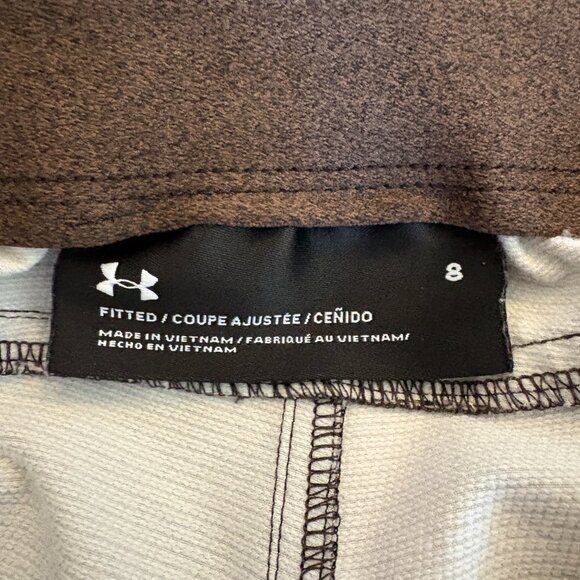 8
FITTED / COUPE AJUSTÉE / CEÑIDO
MADE IN VIETNAM / FABRIQUÉ AU VIETNAM/
HECHO EN VIETNAM